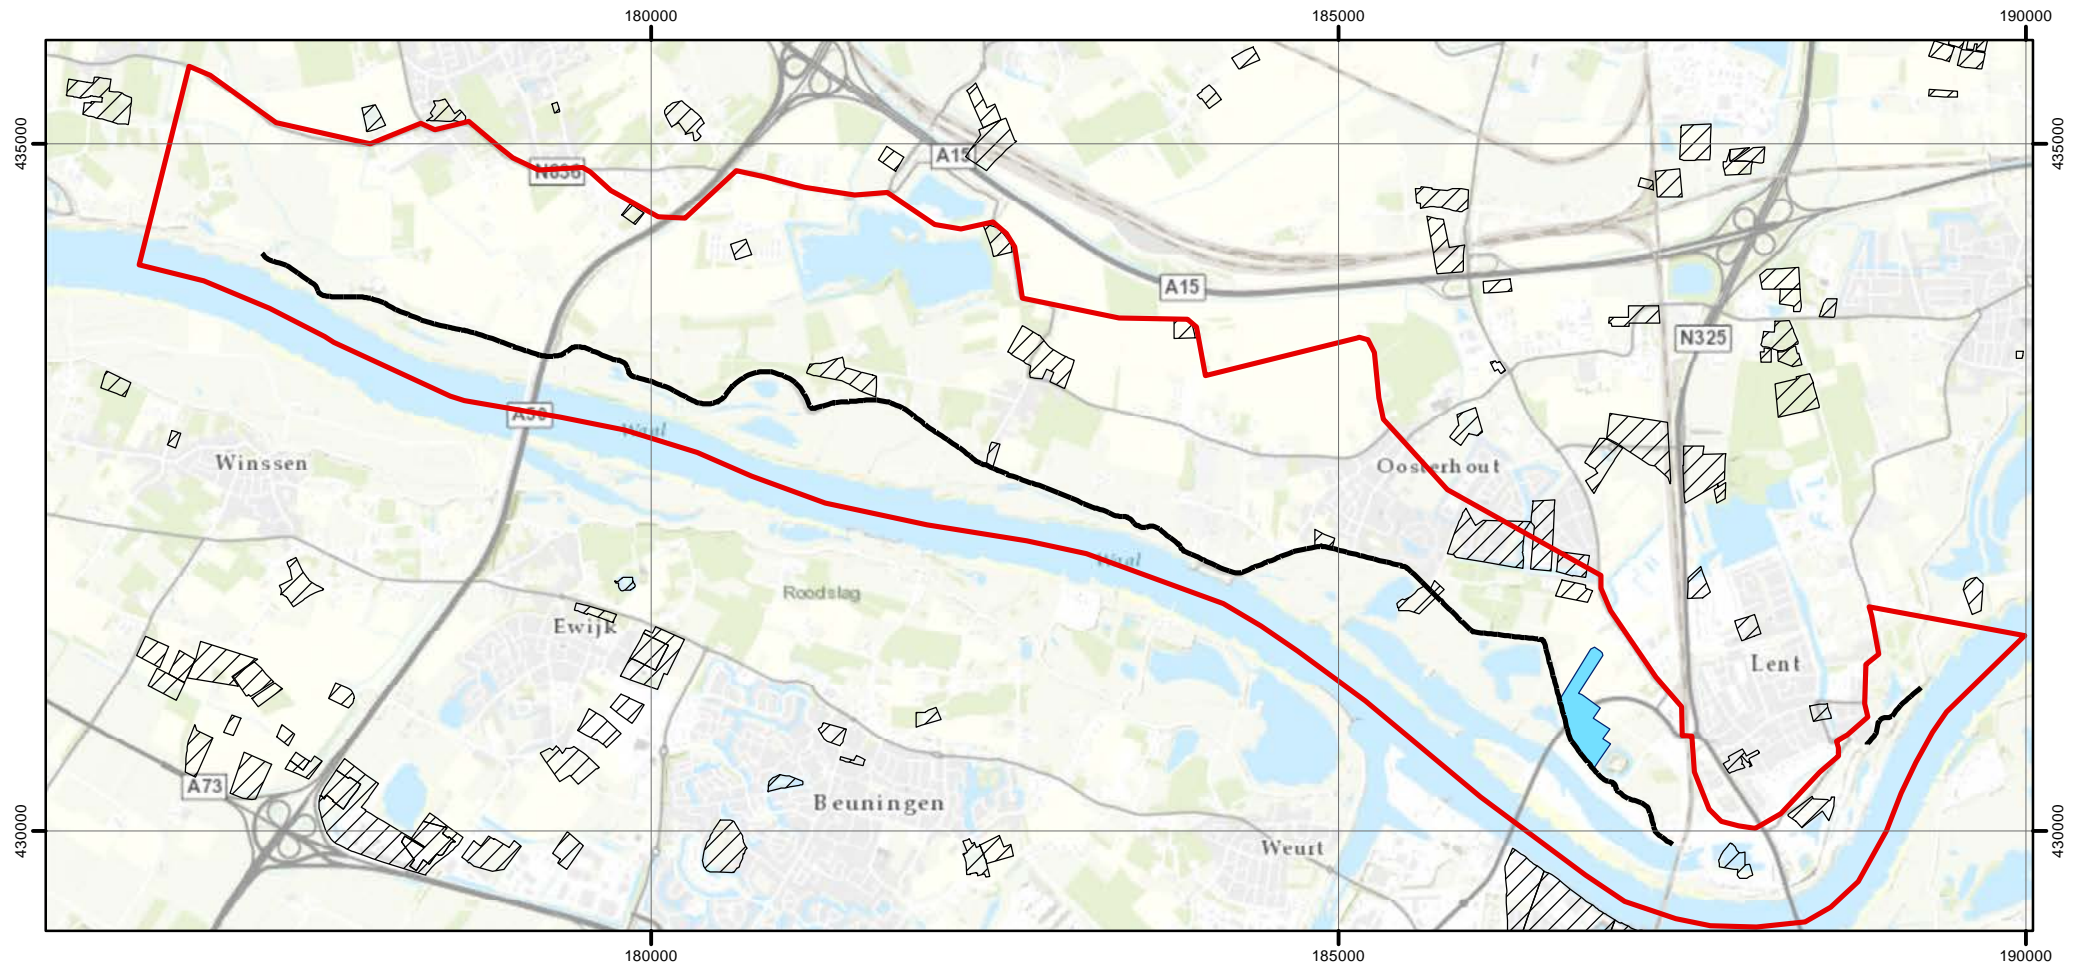 180000
185000
190000
435000
435000
N836
A15
A15
N325
A50
Waal
Winssen
Oosterhout
Waal
Roodslag
Ewijk
Lent
A73
Beuningen
430000
430000
Weurt
180000
185000
190000